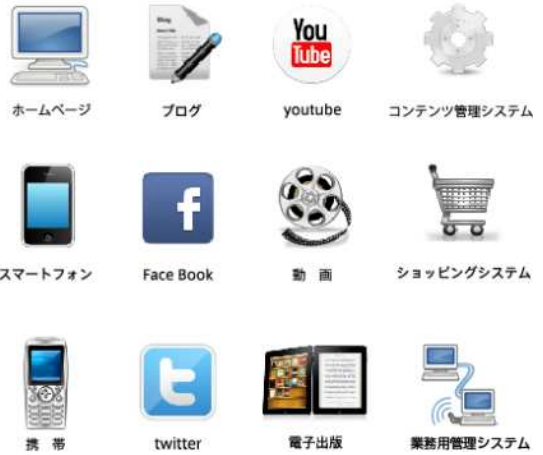 Blog
You
Tube
ホームページ
ブログ
youtube
コンテンツ管理システム
f
スマートフォン
Face Book
動 画
ショッピングシステム
t
携 帯
twitter
電子出版
業務用管理システム